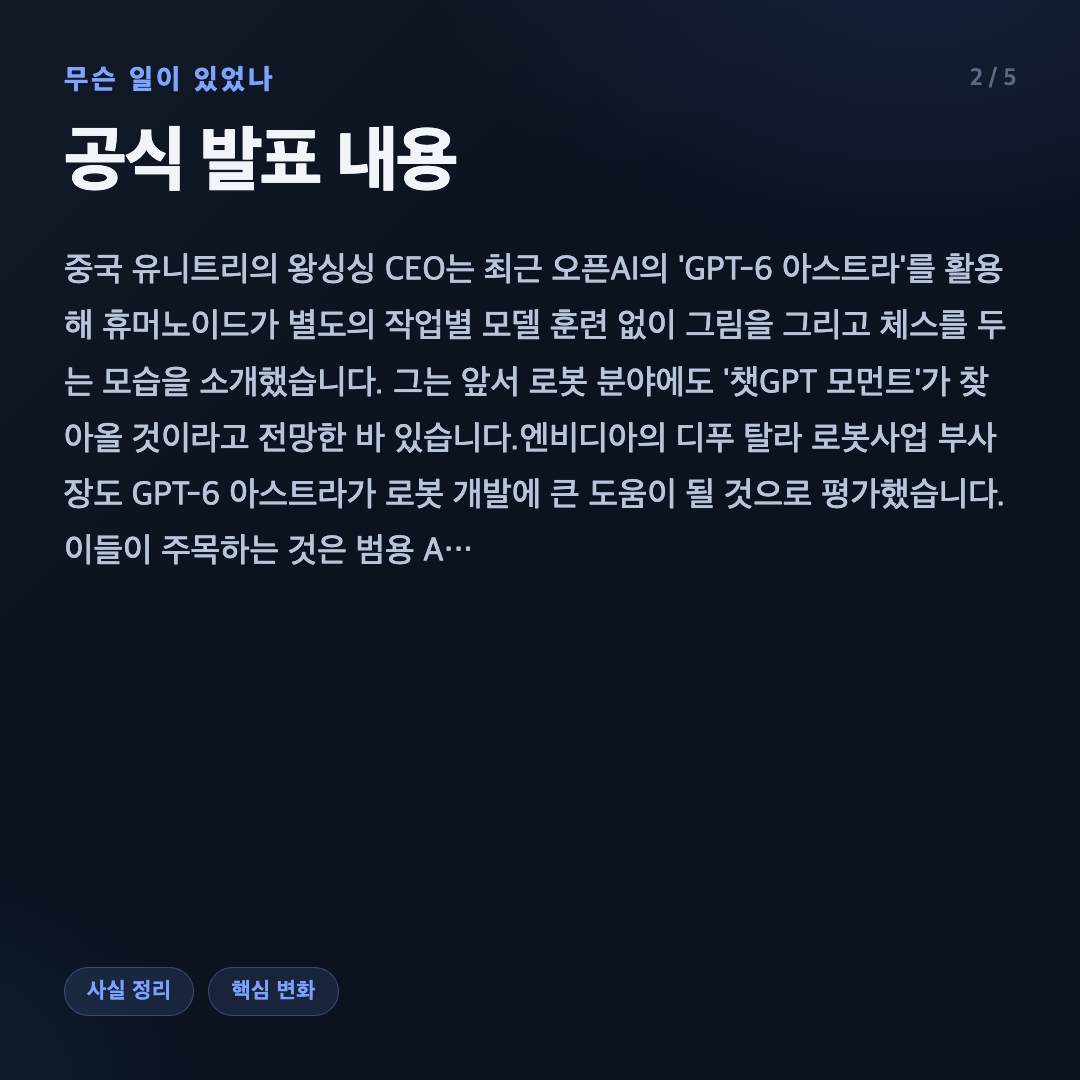 무슨 일이 있었나
2 / 5
공식 발표 내용
중국 유니트리의 왕싱싱 CEO는 최근 오픈AI의 'GPT-6 아스트라'를 활용
해 휴머노이드가 별도의 작업별 모델 훈련 없이 그림을 그리고 체스를 두
는 모습을 소개했습니다. 그는 앞서 로봇 분야에도 '챗GPT 모먼트'가 찾
아올 것이라고 전망한 바 있습니다.엔비디아의 디푸 탈라 로봇사업 부사
장도 GPT-6 아스트라가 로봇 개발에 큰 도움이 될 것으로 평가했습니다.
이들이 주목하는 것은 범용 A…
사실 정리
핵심 변화